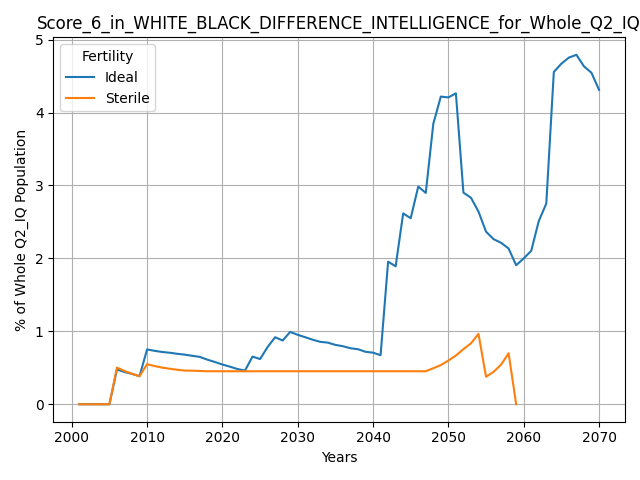 Score_6_in_WHITE_BLACK_DIFFERENCE_INTELLIGENCE_for_Whole_Q2_IQ
% of Whole Q2_IQ Population
5
4
3
2
1
0
Fertility
Ideal
Sterile
2000 2010 2020 2030 2040 2050 2060 2070
Years